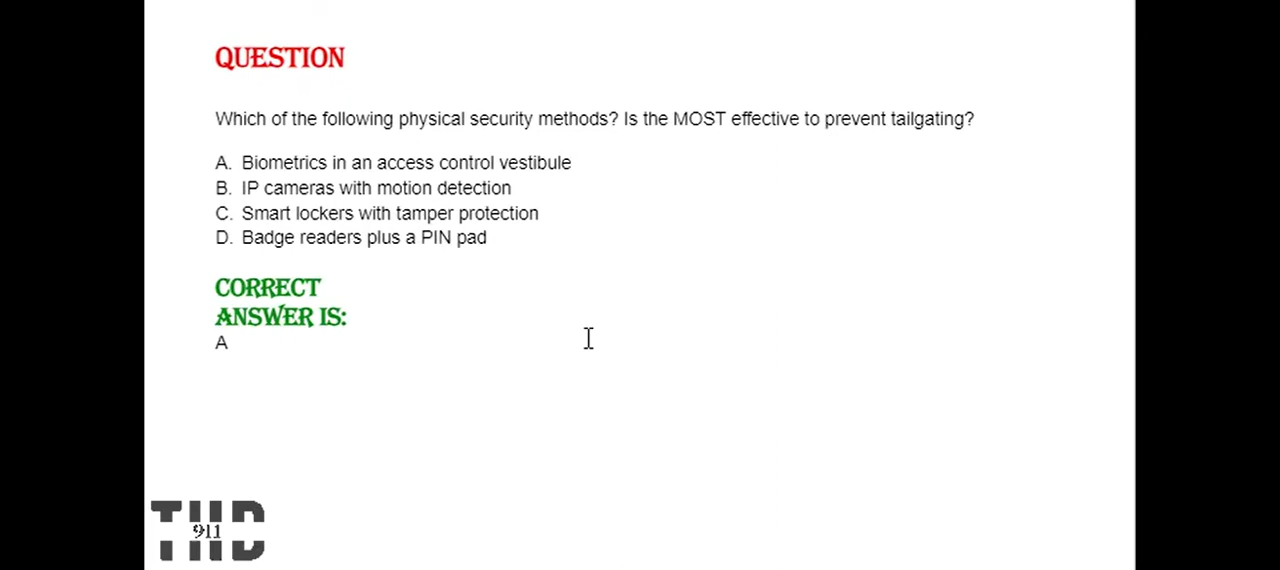 QUESTION
Which of the following physical security methods? Is the MOST effective to prevent tailgating?
A. Biometrics in an access control vestibule
B. IP cameras with motion detection
C. Smart lockers with tamper protection
D. Badge readers plus a PIN pad
CORRECT
ANSWER IS:
A
THD
911